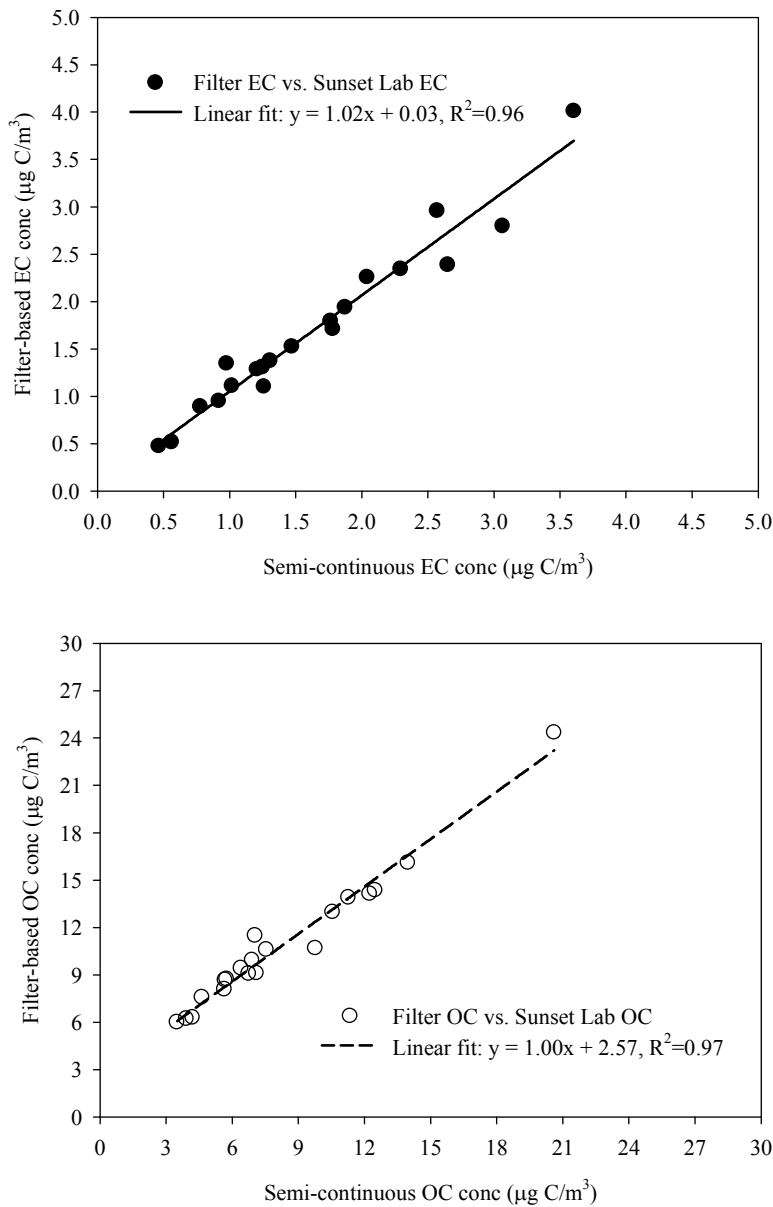 5.0
4.5
Filter EC vs. Sunset Lab EC
4.0
Linear fit: y = 1.02x + 0.03, R²=0.96
3.5
3.0
2.5
2.0
1.5
1.0
0.5
0.0
Filter-based EC conc (μg C/m³)
0.0 0.5 1.0 1.5 2.0 2.5 3.0 3.5 4.0 4.5 5.0
Semi-continuous EC conc (μg C/m³)
30
27
24
21
18
15
12
9
6
Filter OC vs. Sunset Lab OC
Linear fit: y = 1.00x + 2.57, R²=0.97
3
0
Filter-based OC conc (μg C/m³)
0 3 6 9 12 15 18 21 24 27 30
Semi-continuous OC conc (μg C/m³)